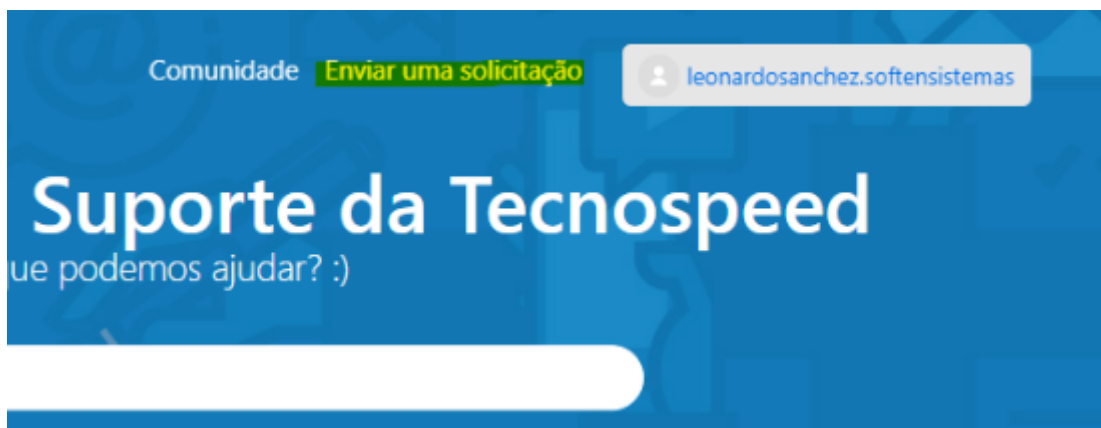 Comunidade Enviar uma solicitação leonardosanchez.softensistemas
Suporte da Tecnospeed
ue podemos ajudar? :)